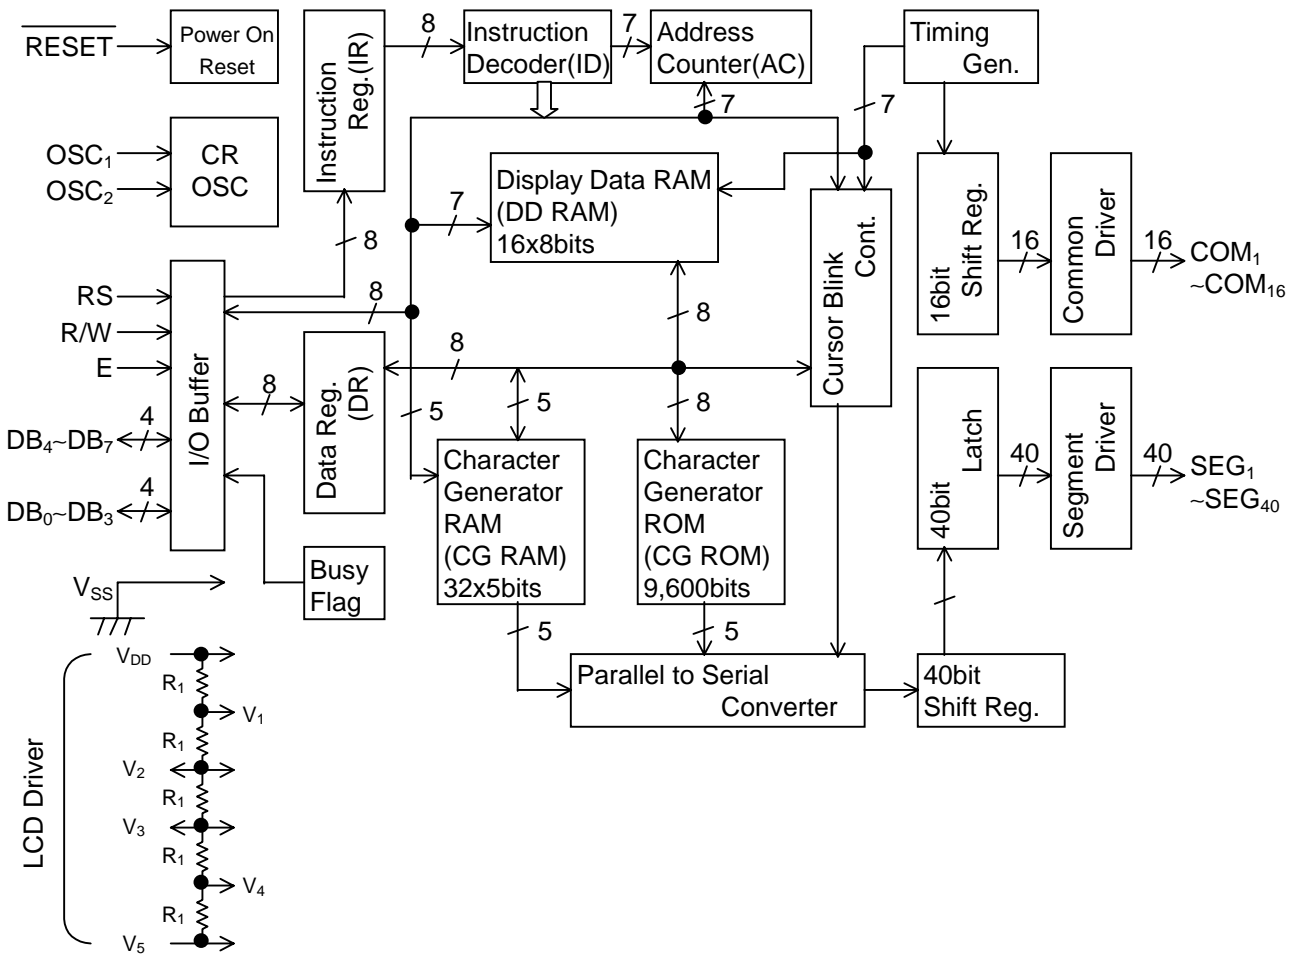 RESET
Power On
Reset
OSC1
OSC2
CR
OSC
Instruction
Reg.(IR)
8
Instruction
Decoder(ID)
7
Address
Counter(AC)
7
Timing
Gen.
7
Display Data RAM
(DD RAM)
16x8bits
7
8
8
8
Cursor Blink
Cont.
16bit
Shift Reg.
16
Common
Driver
16
COM1
~COM16
RS
R/W
E
DB4~DB7
4
DB0~DB3
4
I/O Buffer
8
Data Reg.
(DR)
8
5
5
8
Character
Generator
RAM
(CG RAM)
32x5bits
Character
Generator
ROM
(CG ROM)
9,600bits
40bit
Latch
40
Segment
Driver
40
SEG1
~SEG40
Busy
Flag
5
5
Parallel to Serial
Converter
40bit
Shift Reg.
VSS
LCD Driver
VDD
R1
V1
R1
V2
R1
V3
R1
V4
R1
V5